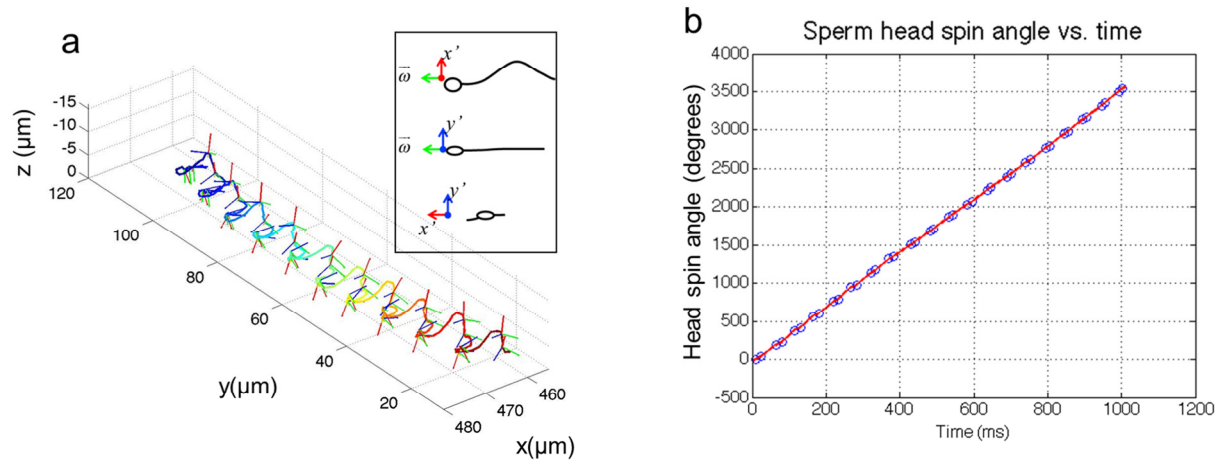 a
z (μm)
-15
-10
-5
0
120
100
80
60
40
20
y(μm)
480
470
460
x(μm)
x'
ω
y'
ω
y'
x'
b
Sperm head spin angle vs. time
Head spin angle (degrees)
4000
3500
3000
2500
2000
1500
1000
500
0
-500
0
200
400
600
800
1000
1200
Time (ms)